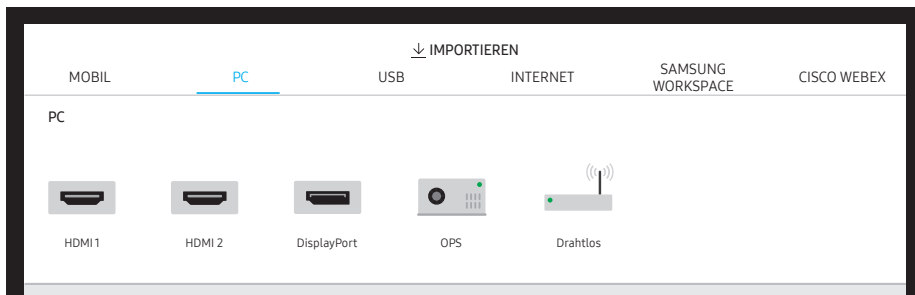 IMPORTIEREN
MOBIL PC USB INTERNET SAMSUNG WORKSPACE CISCO WEBEX
PC
HDMI 1 HDMI 2 DisplayPort OPS Drahtlos